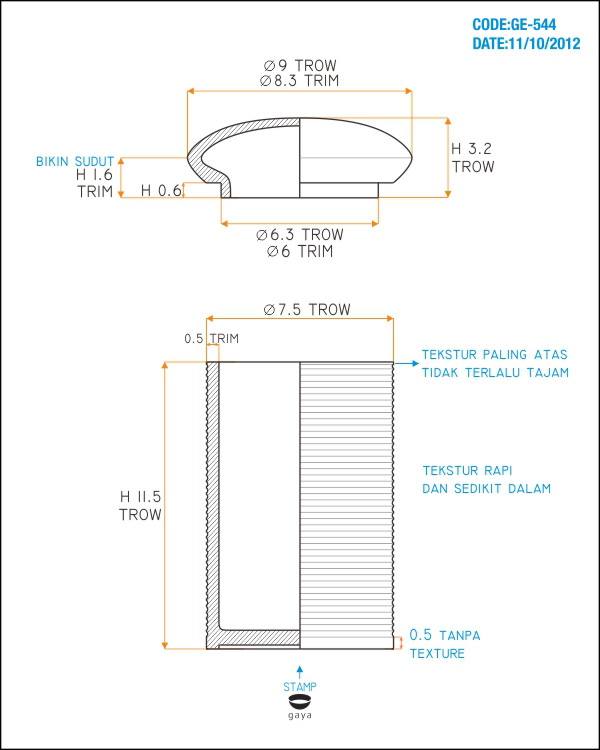 CODE:GE-544
DATE:11/10/2012
Ø9 TROW
Ø8.3 TRIM
BIKIN SUDUT
H 1.6
TRIM
H 0.6
H 3.2
TROW
Ø6.3 TROW
Ø6 TRIM
Ø7.5 TROW
0.5 TRIM
TEKSTUR PALING ATAS
TIDAK TERLALU TAJAM
TEKSTUR RAPI
DAN SEDIKIT DALAM
H 11.5
TROW
0.5 TANPA
TEXTURE
STAMP
gaya